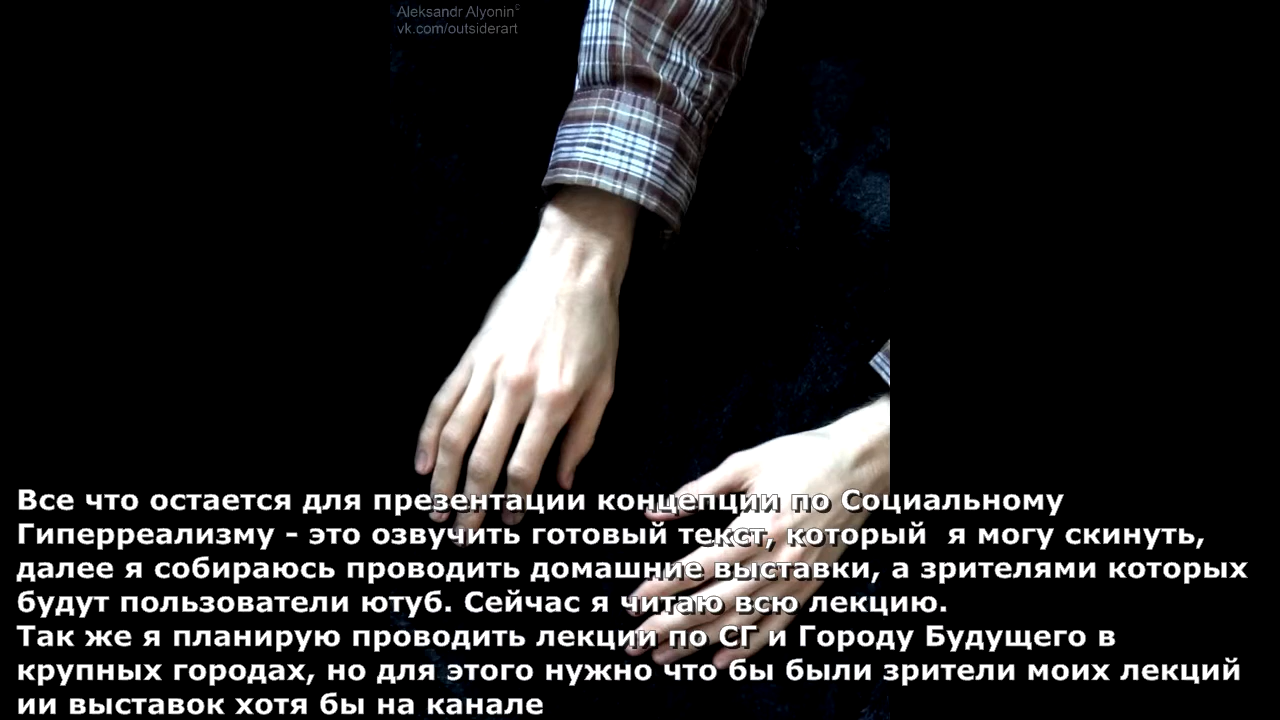 Aleksandr Alyonin©
vk.com/outsiderart
Все что остается для презентации концепции по Социальному
Гиперреализму - это озвучить готовый текст, который  я могу скинуть,
далее я собираюсь проводить домашние выставки, а зрителями которых
будут пользователи ютуб. Сейчас я читаю всю лекцию.
Так же я планирую проводить лекции по СГ и Городу Будущего в
крупных городах, но для этого нужно что бы были зрители моих лекций
ии выставок хотя бы на канале